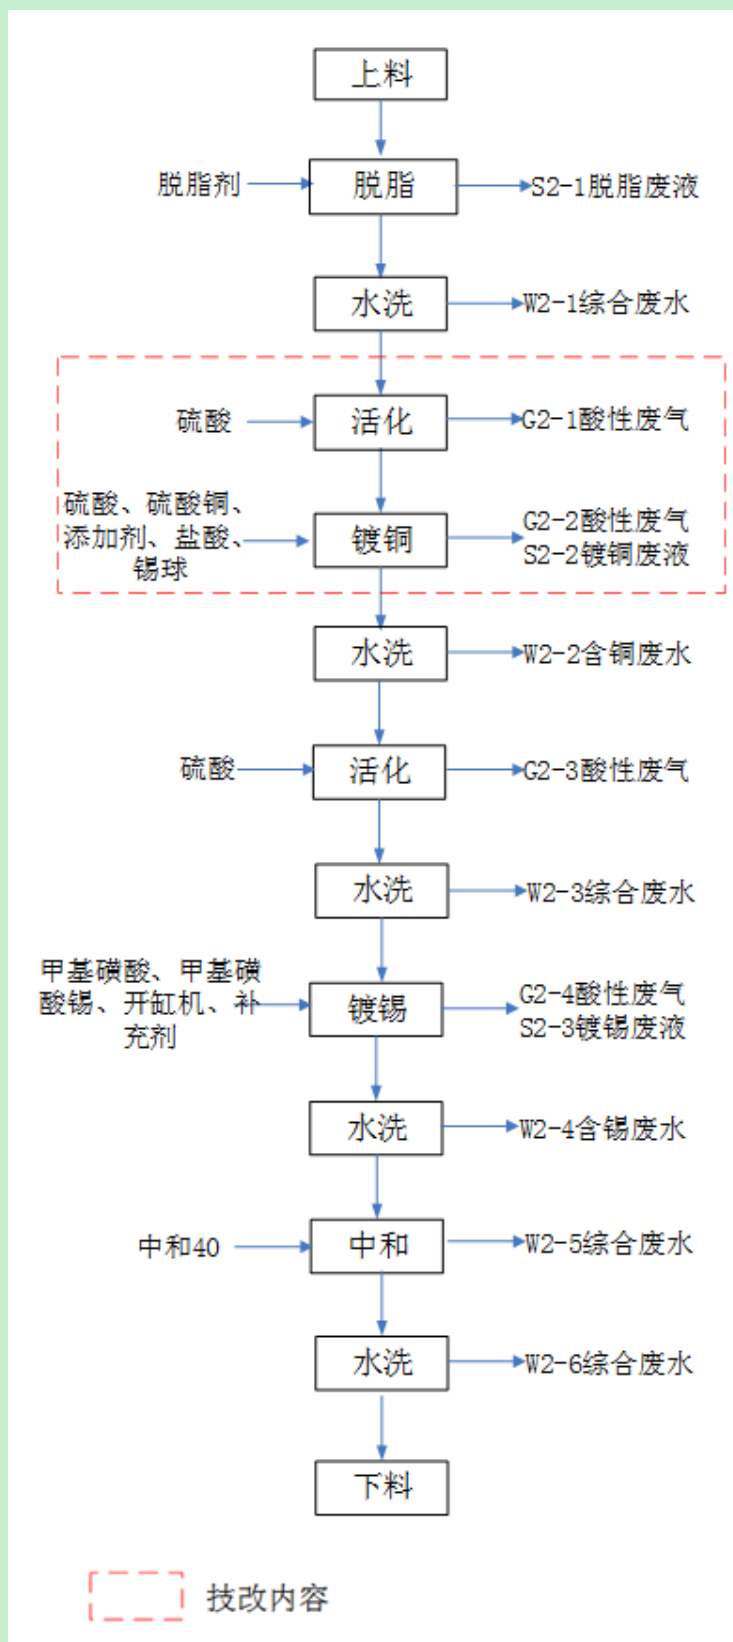 上料
脱脂剂
脱脂
S2-1脱脂废液
水洗
W2-1综合废水
硫酸
活化
G2-1酸性废气
硫酸、硫酸铜、
添加剂、盐酸、
锡球
镀铜
G2-2酸性废气
S2-2镀铜废液
水洗
W2-2含铜废水
硫酸
活化
G2-3酸性废气
水洗
W2-3综合废水
甲基磺酸、甲基磺
酸锡、开缸机、补
充剂
镀锡
G2-4酸性废气
S2-3镀锡废液
水洗
W2-4含锡废水
中和40
中和
W2-5综合废水
水洗
W2-6综合废水
下料
技改内容